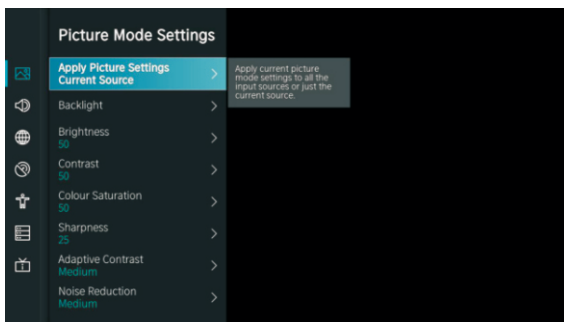 Picture Mode Settings
Apply Picture Settings
Current Source
Apply current picture
mode settings to all the
input sources or just the
current source.
Backlight
Brightness
50
Contrast
50
Colour Saturation
50
Sharpness
25
Adaptive Contrast
Medium
Noise Reduction
Medium